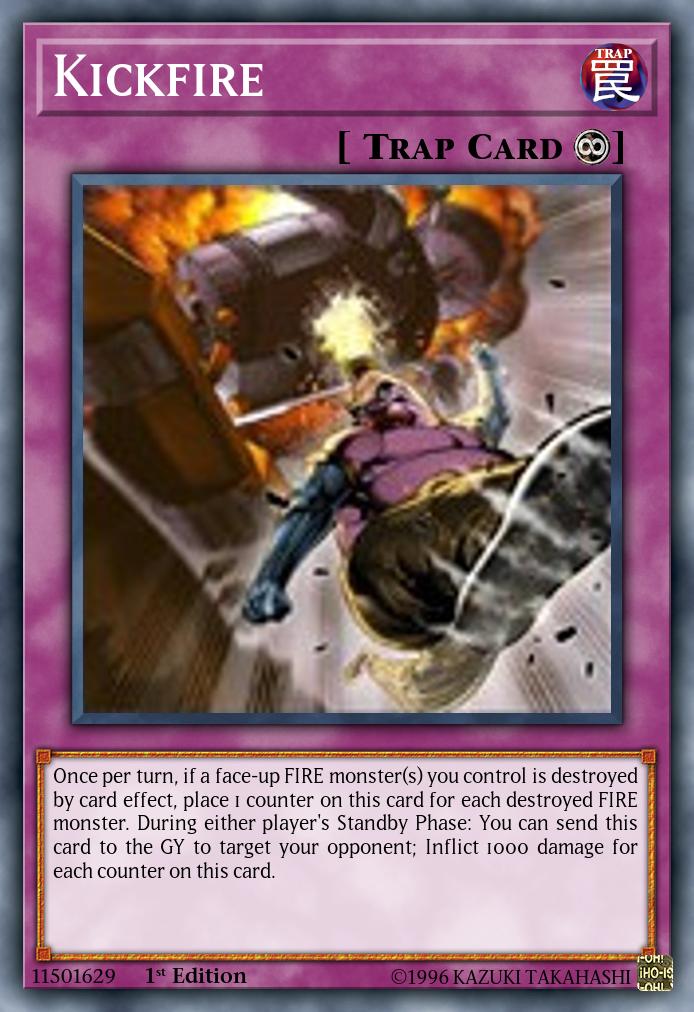 Kickfire
TRAP
罠
[ Trap Card ]
Once per turn, if a face-up FIRE monster(s) you control is destroyed
by card effect, place 1 counter on this card for each destroyed FIRE
monster. During either player's Standby Phase: You can send this
card to the GY to target your opponent; Inflict 1000 damage for
each counter on this card.
11501629 1st Edition ©1996 KAZUKI TAKAHASHI